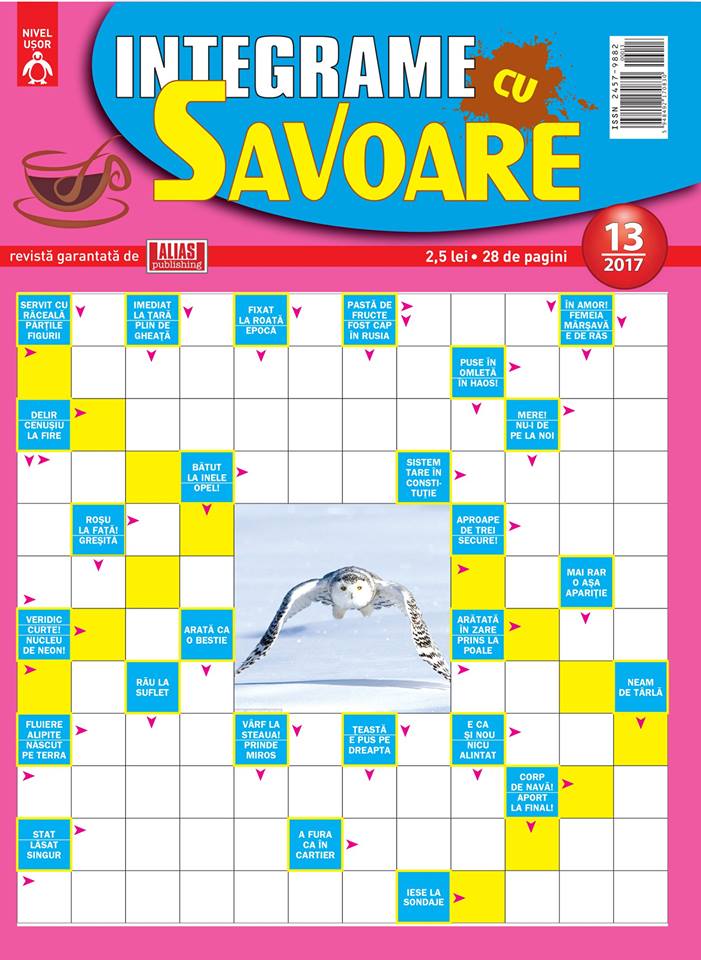 NIVEL
UȘOR
INTEGRAME
CU
SAVOARE
ISSN 2457-9882
00013
5 948492 170830
revistă garantată de
ALIAS
publishing
2,5 lei • 28 de pagini
13
2017
SERVIT CU
RĂCEALĂ
PĂRȚILE
FIGURII
IMEDIAT
LA ȚARĂ
PLIN DE
GHEAȚĂ
FIXAT
LA ROATĂ
EPOCĂ
PASTĂ DE
FRUCTE
FOST CAP
ÎN RUSIA
ÎN AMOR!
FEMEIA
MÂRȘAVĂ
E DE RÂS
PUSE ÎN
OMLETĂ
ÎN HAOS!
DELIR
CENUȘIU
LA FIRE
MERE!
NU-I DE
PE LA NOI
BĂTUT
LA INELE
OPEL!
SISTEM
TARE ÎN
CONSTI-
TUȚIE
ROȘU
LA FAȚĂ!
GREȘITĂ
APROAPE
DE TREI
SECURE!
MAI RAR
O AȘA
APARIȚIE
VERIDIC
CURTE!
NUCLEU
DE NEON!
ARATĂ CA
O BESTIE
ARĂTATĂ
ÎN ZARE
PRINS LA
POALE
RĂU LA
SUFLET
NEAM
DE TÂRLĂ
FLUIERE
ALIPITE
NĂSCUT
PE TERRA
VÂRF LA
STEAUA!
PRINDE
MIROS
ȚEASTĂ
E PUS PE
DREAPTA
E CA
ȘI NOU
NICU
ALINTAT
CORP
DE NAVĂ!
APORT
LA FINAL!
STAT
LĂSAT
SINGUR
A FURA
CA ÎN
CARTIER
IESE LA
SONDAJE